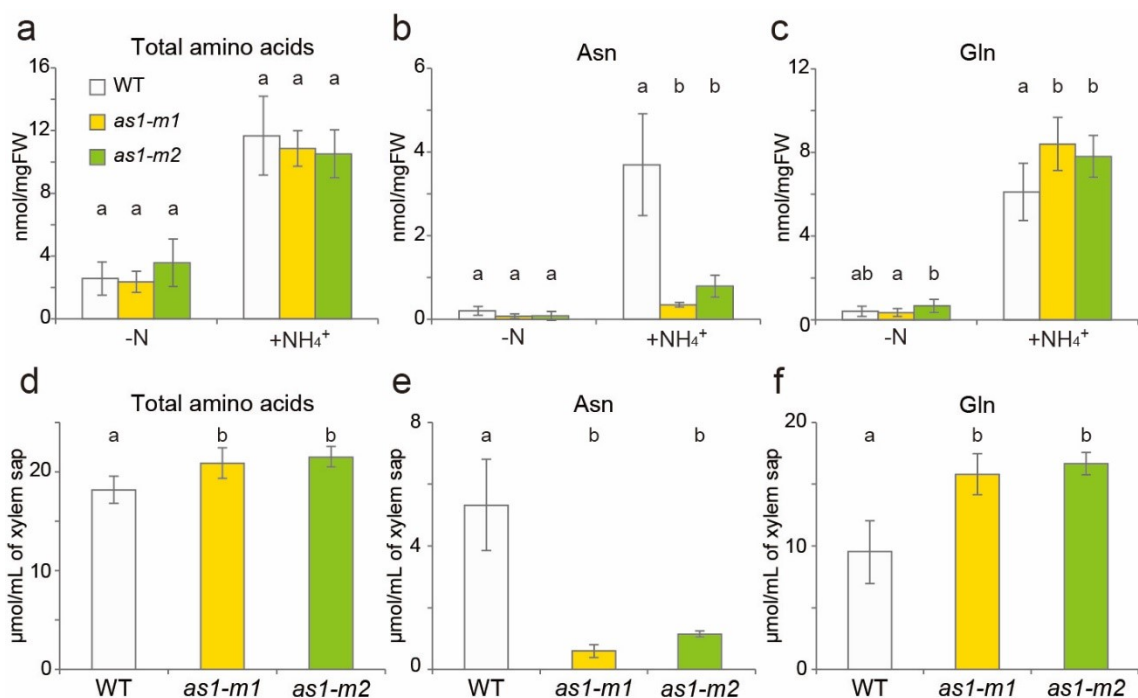 a
Total amino acids
16
12
8
4
0
nmol/mgFW
WT
as1-m1
as1-m2
a a a
a a a
-N
+NH₄⁺
b
Asn
6
4
2
0
nmol/mgFW
a a a
a b b
-N
+NH₄⁺
c
Gln
12
8
4
0
nmol/mgFW
ab a b
a b b
-N
+NH₄⁺
d
Total amino acids
20
10
0
μmol/mL of xylem sap
a b b
WT as1-m1 as1-m2
e
Asn
8
4
0
μmol/mL of xylem sap
a b b
WT as1-m1 as1-m2
f
Gln
20
10
0
μmol/mL of xylem sap
a b b
WT as1-m1 as1-m2